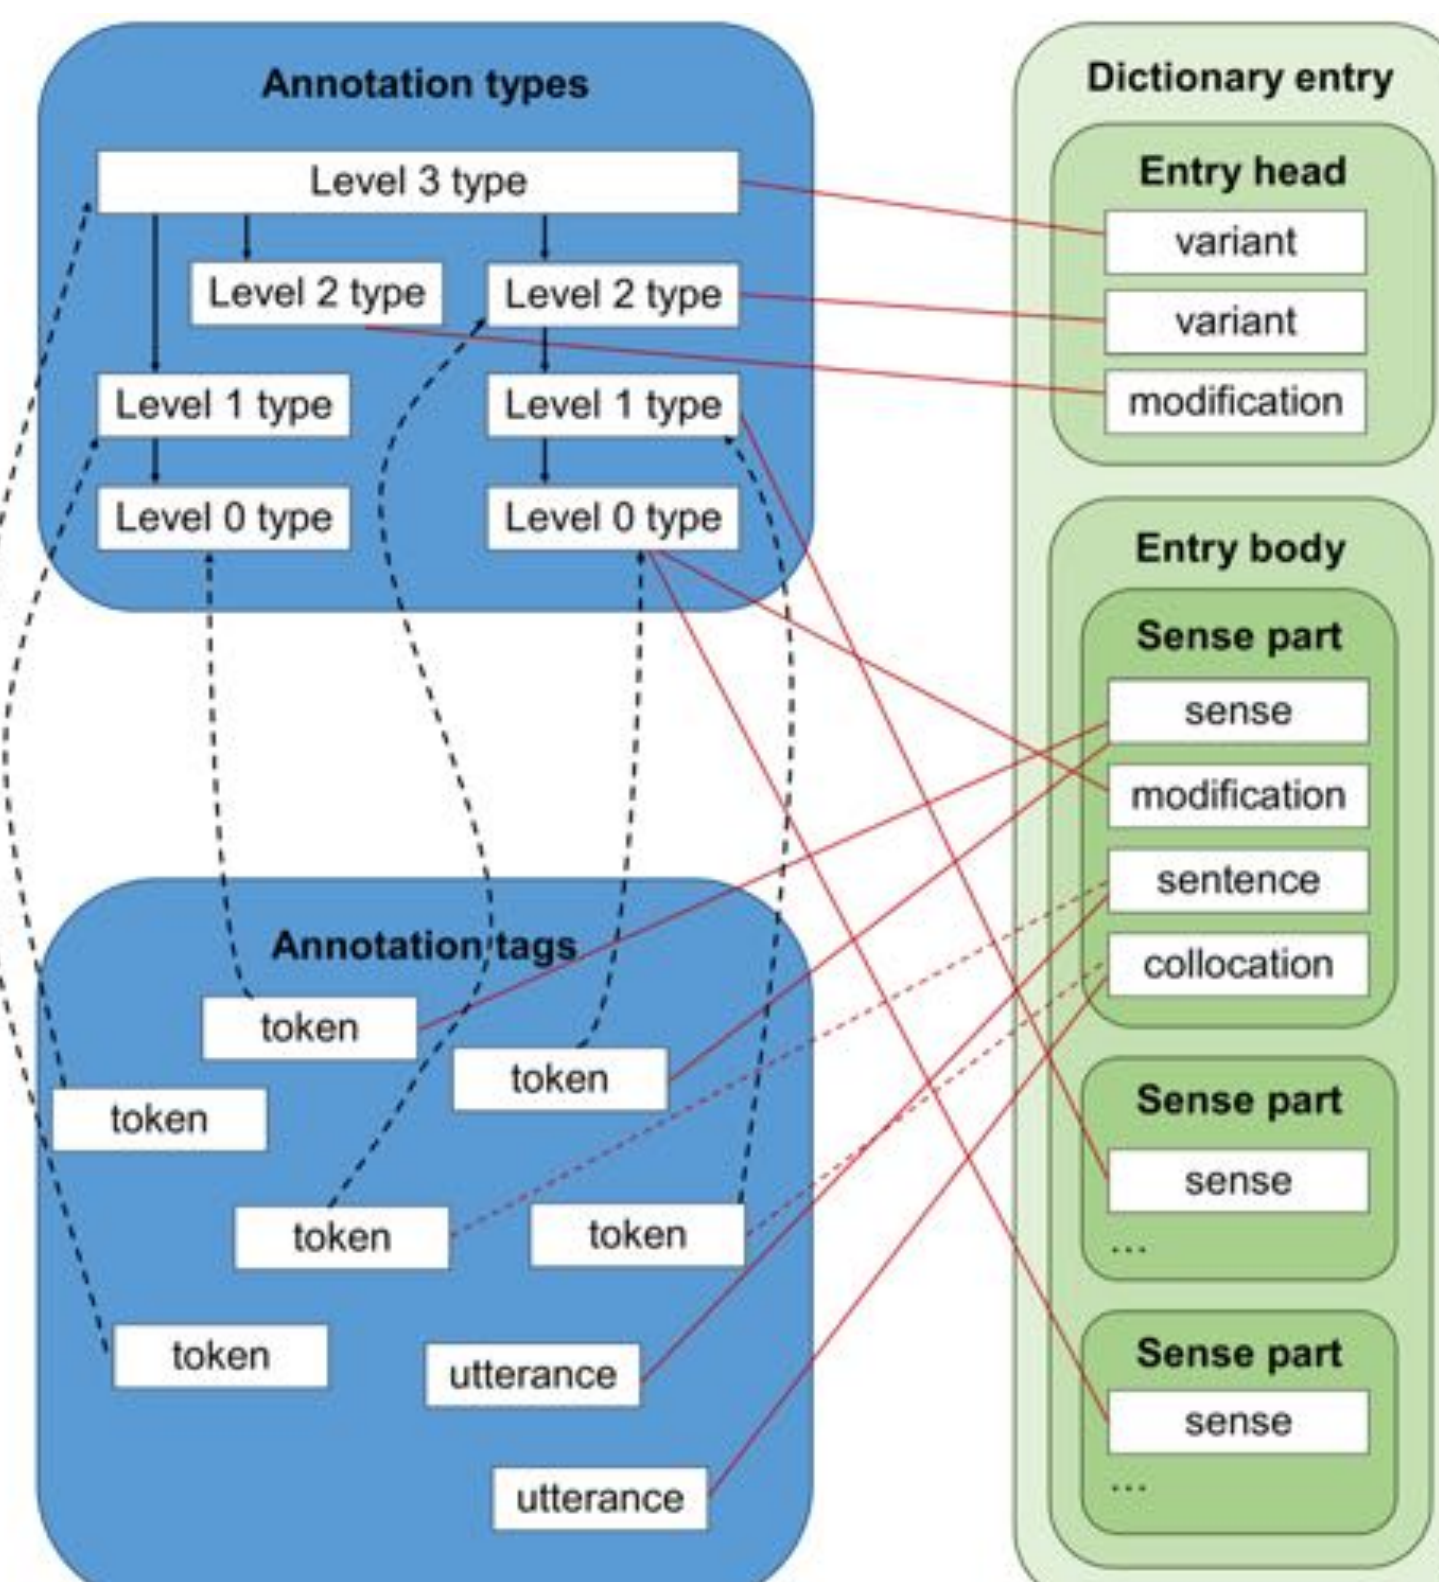 Annotation types
Level 3 type
Level 2 type
Level 2 type
Level 1 type
Level 1 type
Level 0 type
Level 0 type
Annotation tags
token
token
token
token
token
token
utterance
utterance
Dictionary entry
Entry head
variant
variant
modification
Entry body
Sense part
sense
modification
sentence
collocation
Sense part
sense
...
Sense part
sense
...